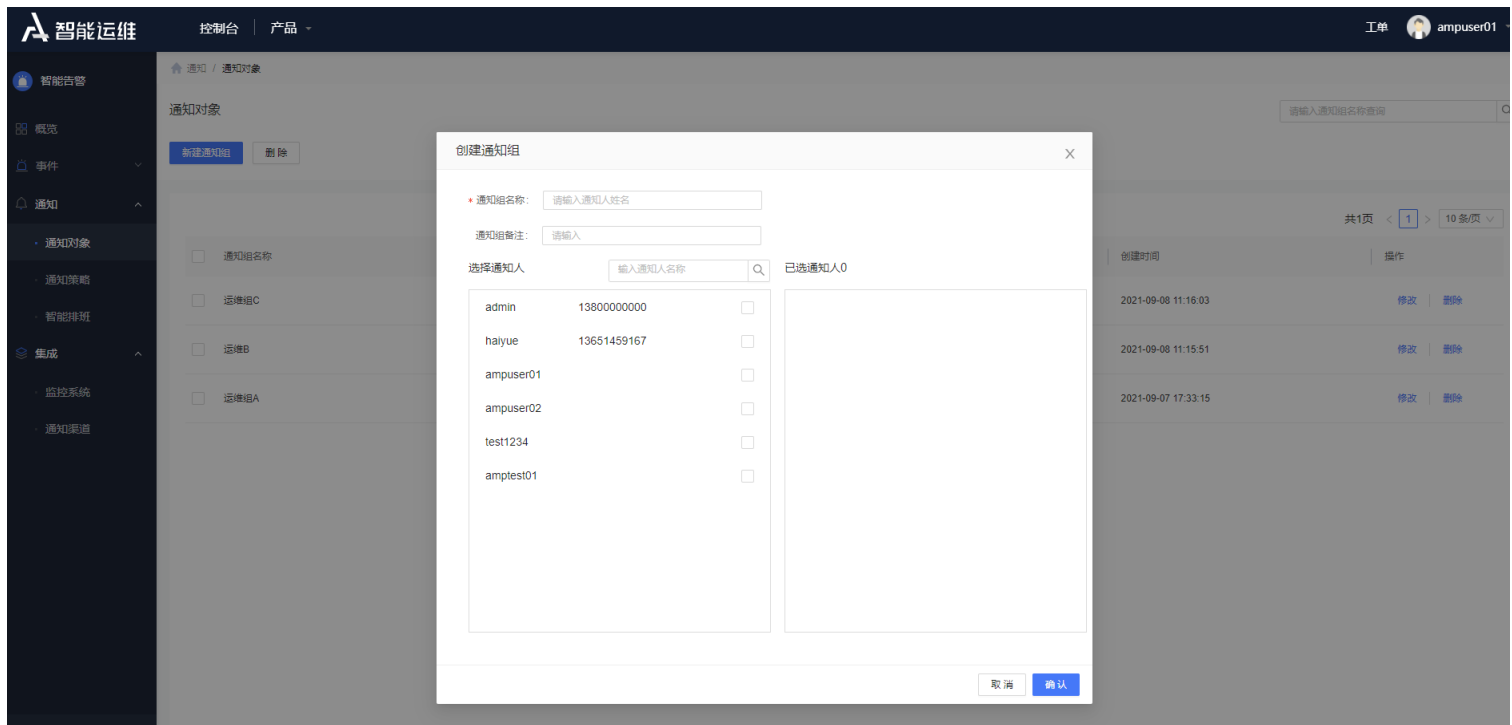 智能运维 控制台 产品 工单 ampuser01
智能告警
概览
事件
通知
通知对象
通知策略
智能排班
集成
监控系统
通知渠道
通知 / 通知对象
通知对象 请输入通知组名称查询
新建通知组 删 除
共1页 < 1 > 10 条/页
通知组名称 创建时间 操作
运维组C 2021-09-08 11:16:03 修改 删除
运维B 2021-09-08 11:15:51 修改 删除
运维组A 2021-09-07 17:33:15 修改 删除
创建通知组
* 通知组名称: 请输入通知人姓名
通知组备注: 请输入
选择通知人 输入通知人名称 已选通知人0
admin 13800000000
haiyue 13651459167
ampuser01
ampuser02
test1234
amptest01
取 消 确 认